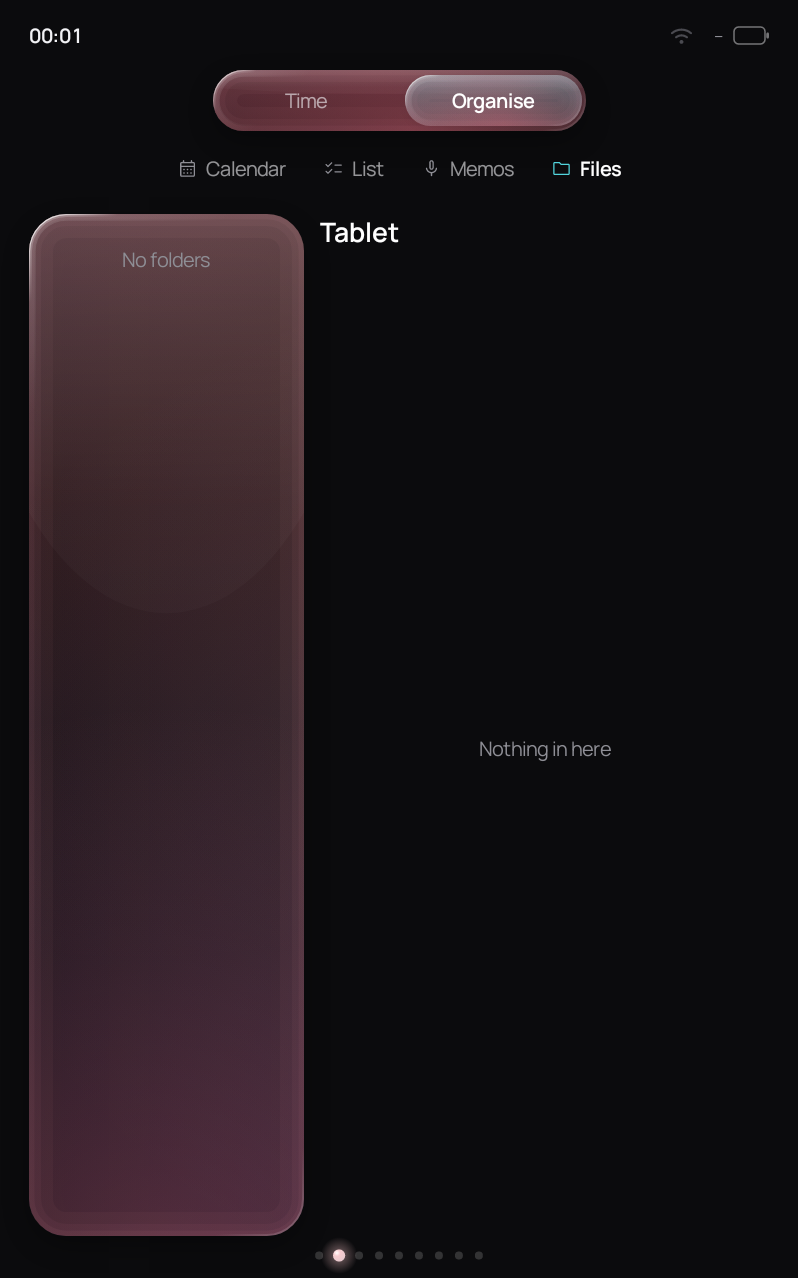 00:01
–
Time Organise
Calendar List Memos Files
Tablet
No folders
Nothing in here